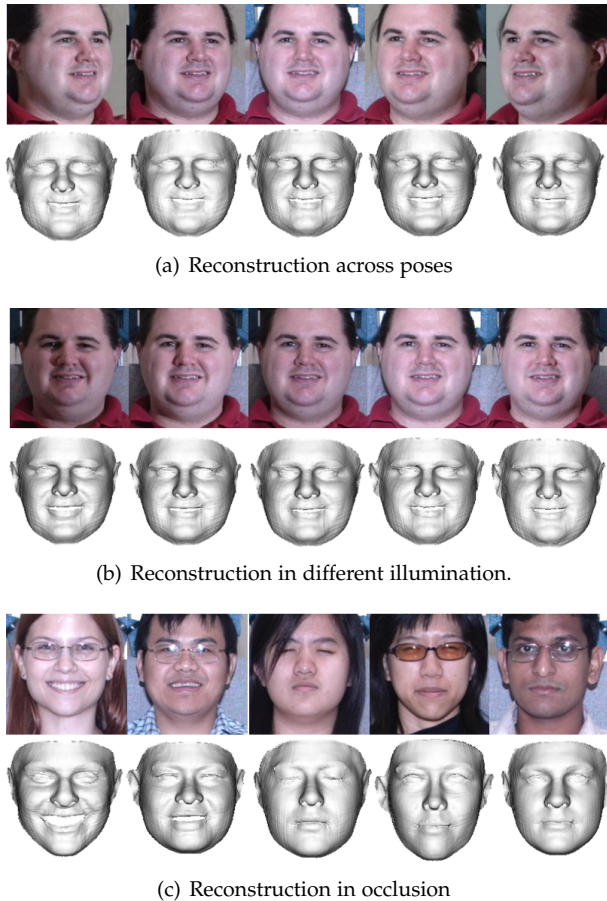 (a) Reconstruction across poses
(b) Reconstruction in different illumination.
(c) Reconstruction in occlusion